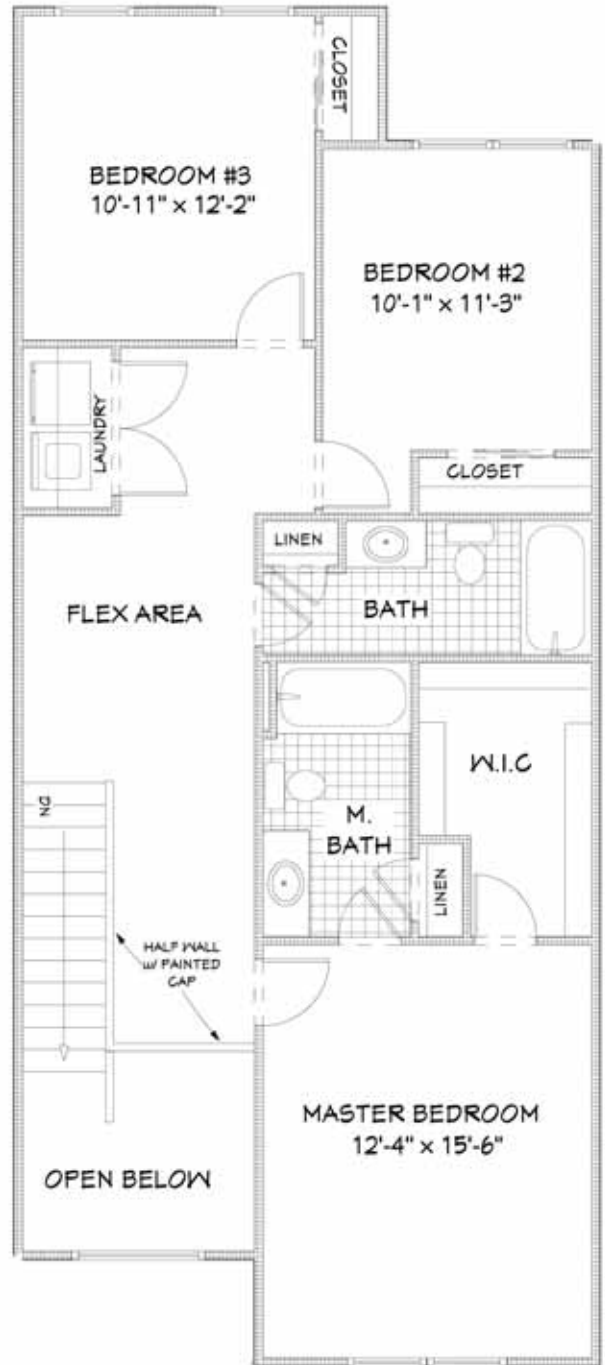 CLOSET
BEDROOM #3
10'-11" x 12'-2"
BEDROOM #2
10'-1" x 11'-3"
LAUNDRY
CLOSET
LINEN
FLEX AREA
BATH
W.I.C
DN
M.
BATH
LINEN
HALF WALL
W/ PAINTED
CAP
MASTER BEDROOM
12'-4" x 15'-6"
OPEN BELOW